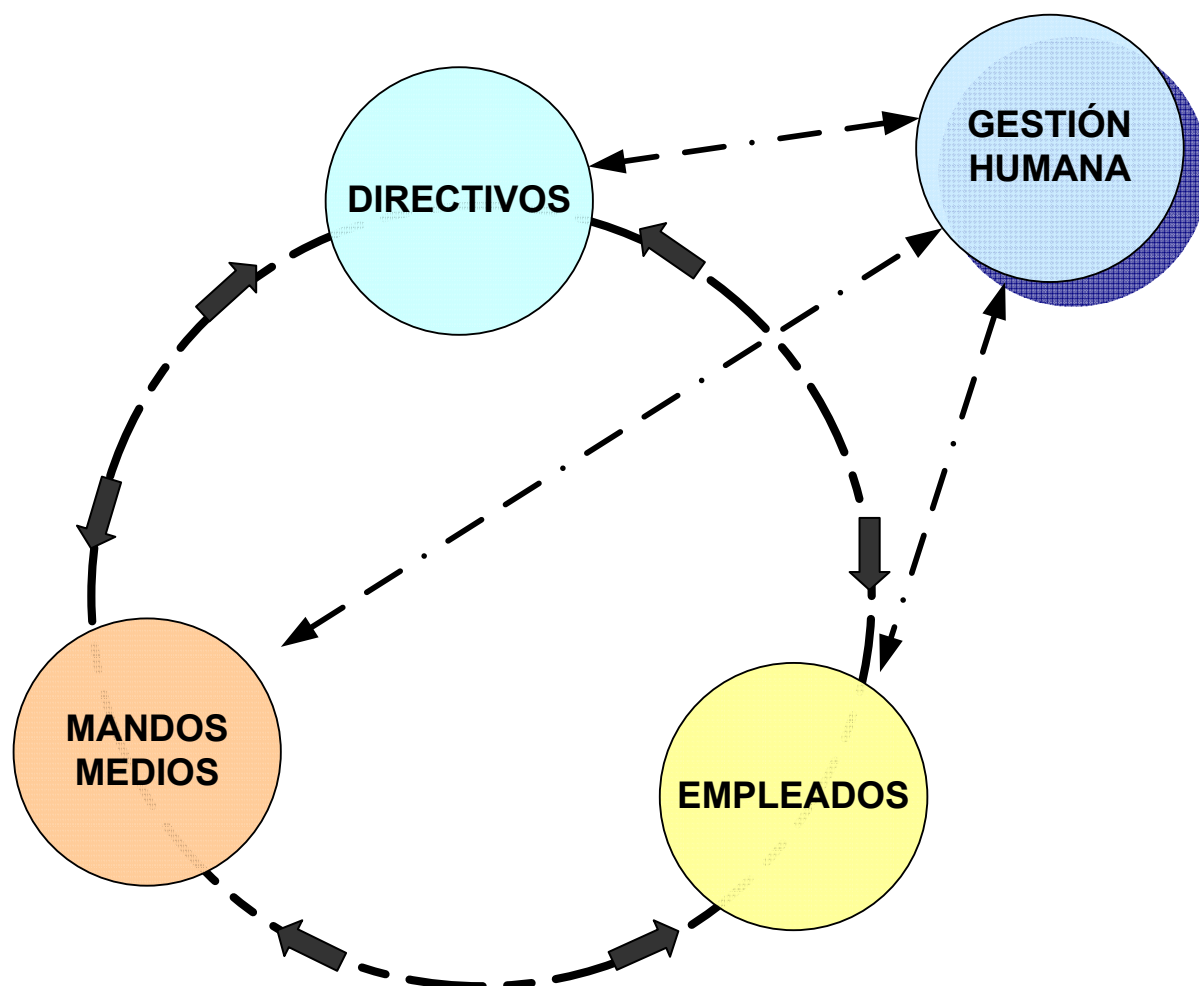 GESTIÓN
HUMANA
DIRECTIVOS
MANDOS
MEDIOS
EMPLEADOS